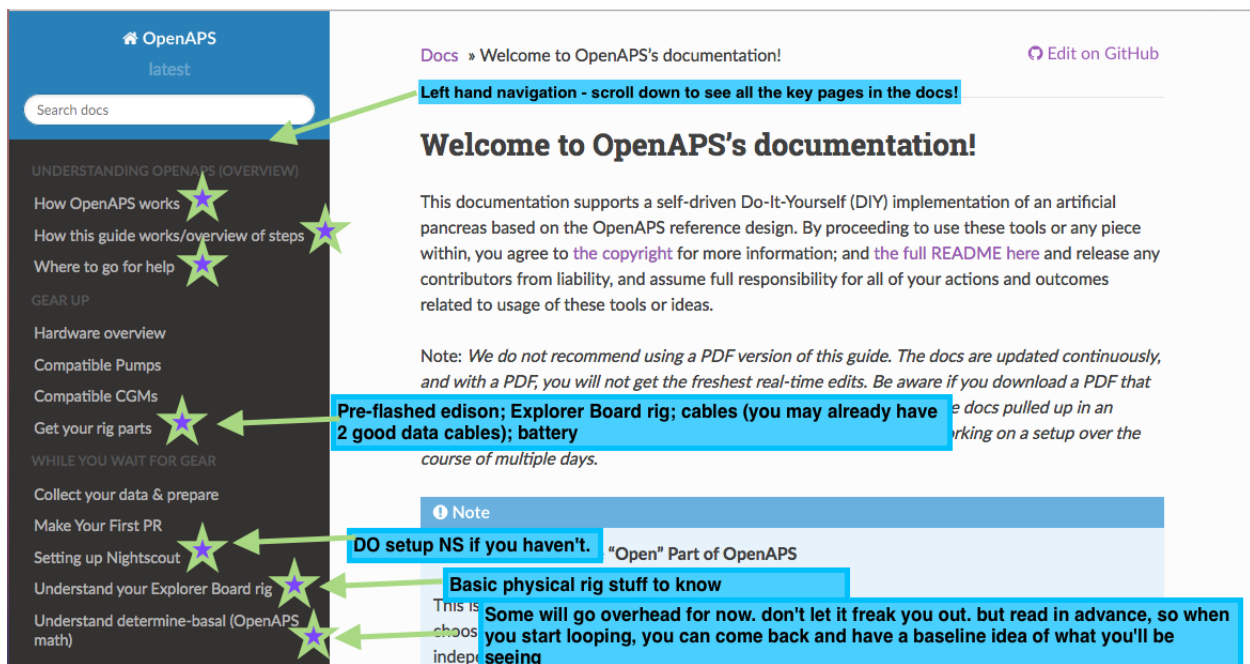 OpenAPS
latest
Search docs
UNDERSTANDING OPENAPS (OVERVIEW)
How OpenAPS works
How this guide works/overview of steps
Where to go for help
GEAR UP
Hardware overview
Compatible Pumps
Compatible CGMs
Get your rig parts
WHILE YOU WAIT FOR GEAR
Collect your data & prepare
Make Your First PR
Setting up Nightscout
Understand your Explorer Board rig
Understand determine-basal (OpenAPS
math)
Docs » Welcome to OpenAPS's documentation!
Edit on GitHub
Left hand navigation - scroll down to see all the key pages in the docs!
Welcome to OpenAPS's documentation!
This documentation supports a self-driven Do-It-Yourself (DIY) implementation of an artificial
pancreas based on the OpenAPS reference design. By proceeding to use these tools or any piece
within, you agree to the copyright for more information; and the full README here and release any
contributors from liability, and assume full responsibility for all of your actions and outcomes
related to usage of these tools or ideas.
Note: We do not recommend using a PDF version of this guide. The docs are updated continuously,
and with a PDF, you will not get the freshest real-time edits. Be aware if you download a PDF that
Pre-flashed edison; Explorer Board rig; cables (you may already have
2 good data cables); battery
e docs pulled up in an
rking on a setup over the
course of multiple days.
Note
DO setup NS if you haven't.
"Open" Part of OpenAPS
Basic physical rig stuff to know
This is
Some will go overhead for now. don't let it freak you out. but read in advance, so when
choos
you start looping, you can come back and have a baseline idea of what you'll be
indepe
seeing